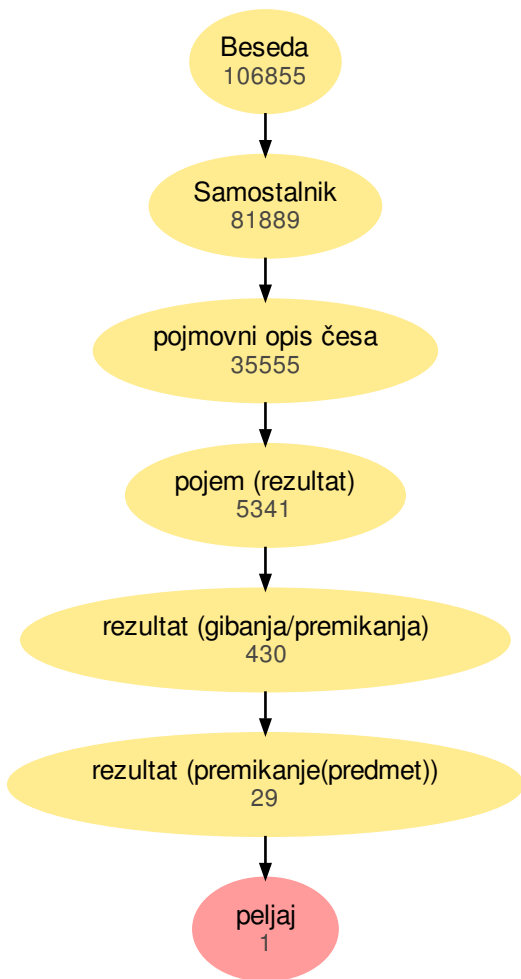 Beseda
106855
Samostalnik
81889
pojmovni opis česa
35555
pojem (rezultat)
5341
rezultat (gibanja/premikanja)
430
rezultat (premikanje(predmet))
29
peljaj
1